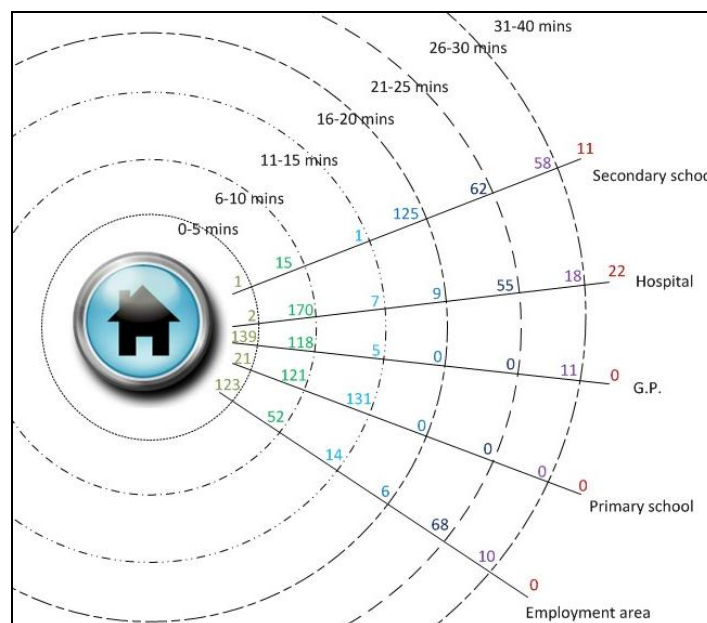 31-40 mins
26-30 mins
21-25 mins
16-20 mins
11-15 mins
6-10 mins
0-5 mins
1 15 1 125 62 58 11
Secondary schoo
2 170 7 9 55 18 22
Hospital
139 118 5 0 0 11 0
G.P.
21 121 131 0 0 0 0
Primary school
123 52 14 6 68 10 0
Employment area